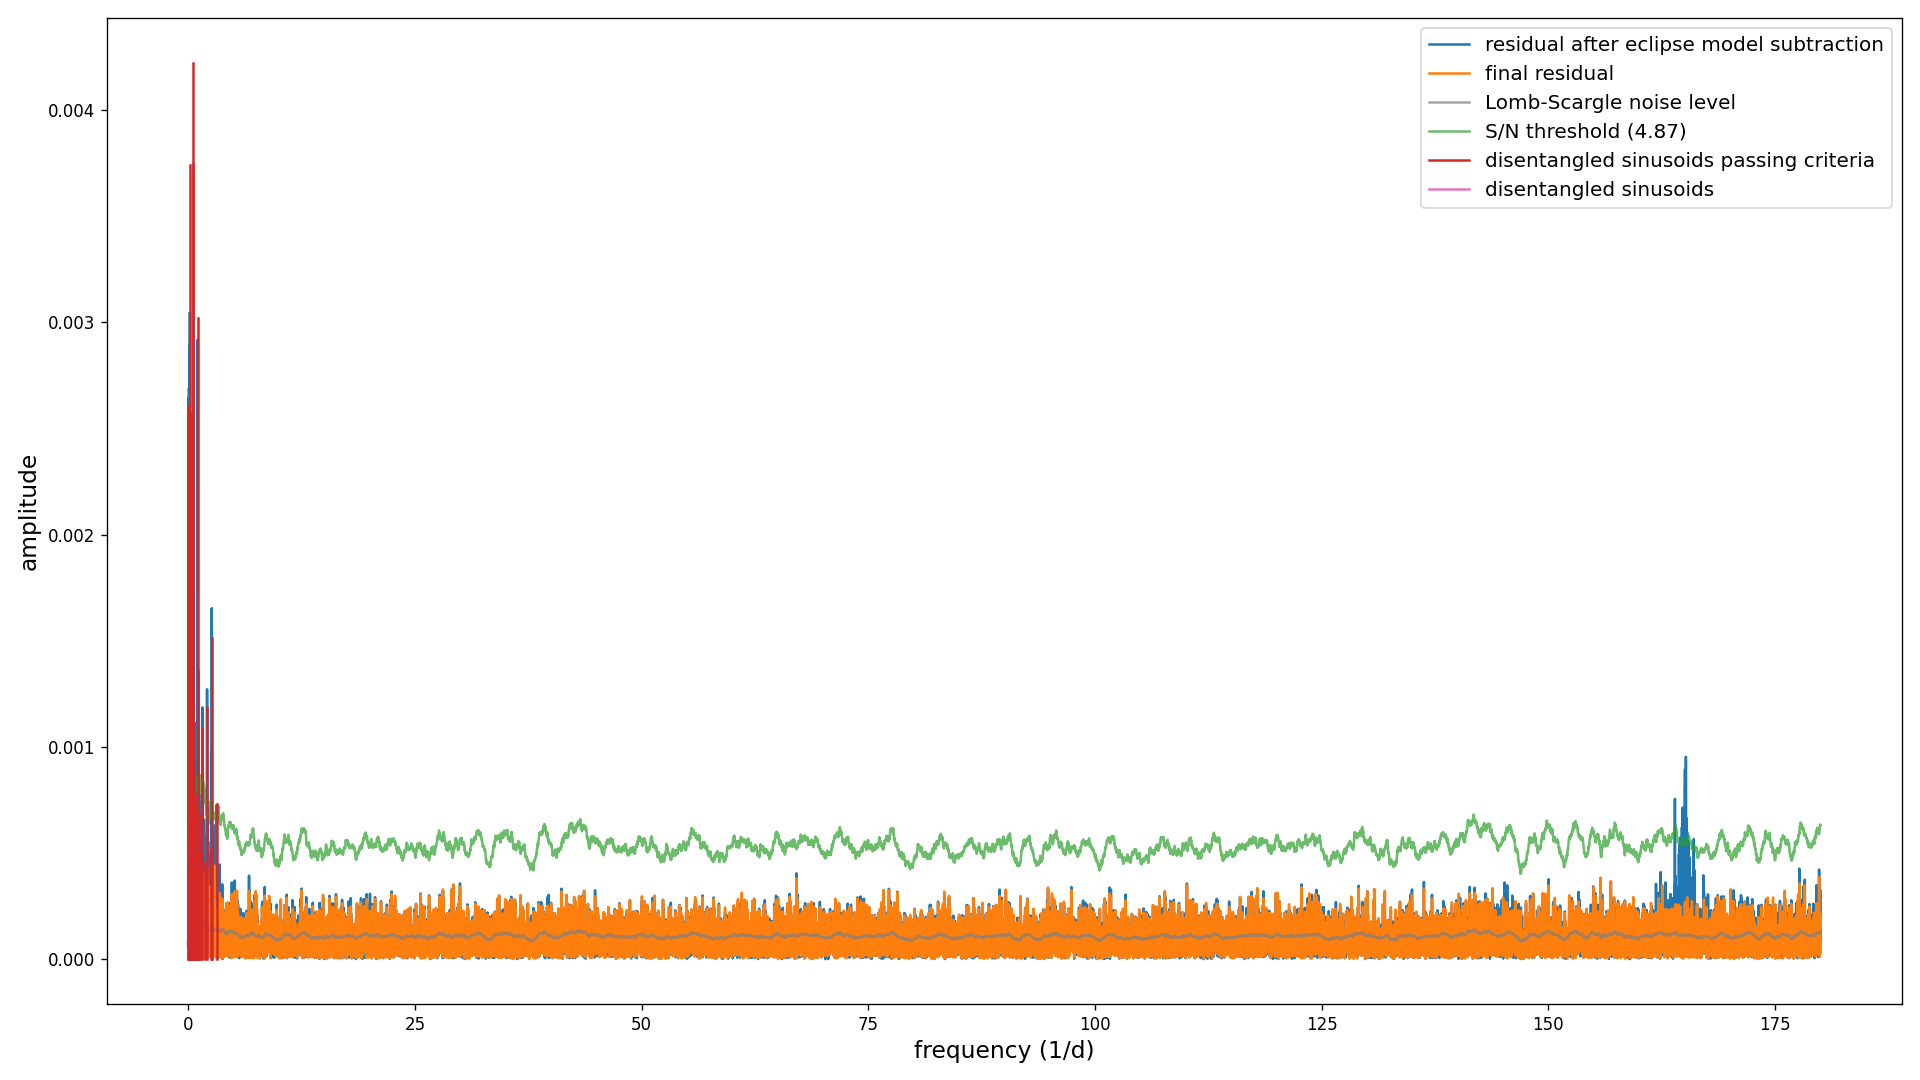 residual after eclipse model subtraction
final residual
Lomb-Scargle noise level
S/N threshold (4.87)
disentangled sinusoids passing criteria
disentangled sinusoids
0.004
0.003
0.002
0.001
0.000
amplitude
0 25 50 75 100 125 150 175
frequency (1/d)